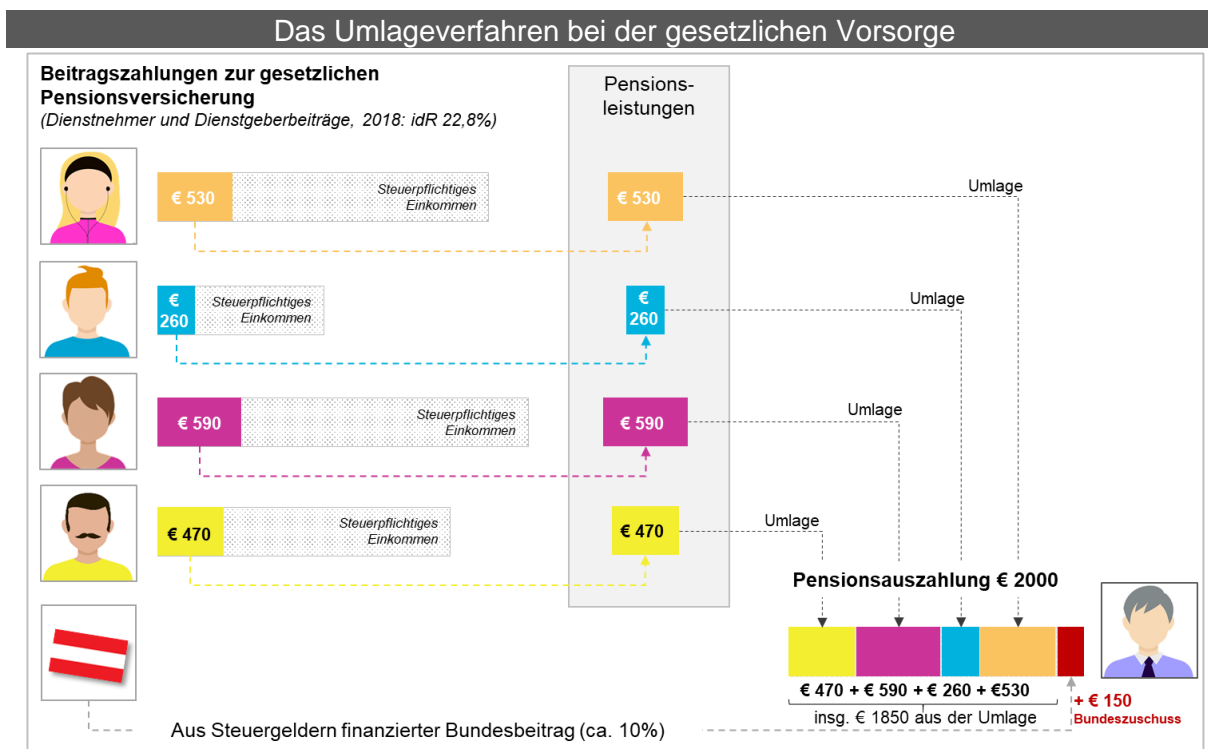 Das Umlageverfahren bei der gesetzlichen Vorsorge
Beitragszahlungen zur gesetzlichen
Pensionsversicherung
(Dienstnehmer und Dienstgeberbeiträge, 2018: idR 22,8%)
Pensions-
leistungen
€ 530
Steuerpflichtiges
Einkommen
€ 530
Umlage
€
260
Steuerpflichtiges
Einkommen
€
260
Umlage
€ 590
Steuerpflichtiges
Einkommen
€ 590
Umlage
€ 470
Steuerpflichtiges
Einkommen
€ 470
Umlage
Pensionsauszahlung € 2000
€ 470 + € 590 + € 260 + €530
insg. € 1850 aus der Umlage
+ € 150
Bundeszuschuss
Aus Steuergeldern finanzierter Bundesbeitrag (ca. 10%)